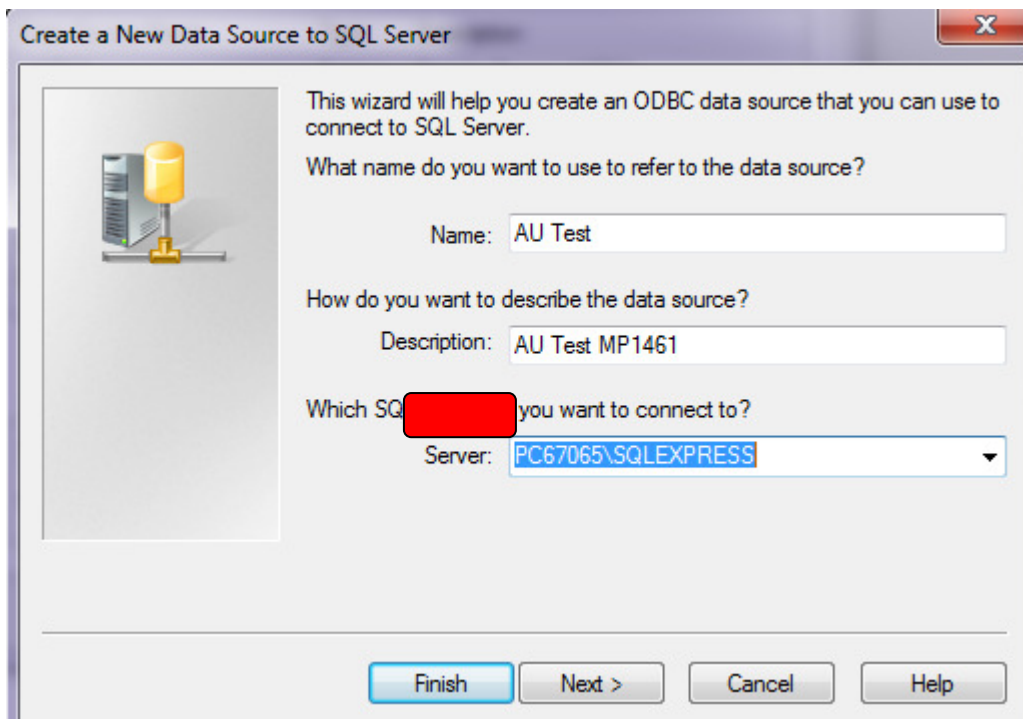 Create a New Data Source to SQL Server
This wizard will help you create an ODBC data source that you can use to
connect to SQL Server.
What name do you want to use to refer to the data source?
Name: AU Test
How do you want to describe the data source?
Description: AU Test MP1461
Which SQ you want to connect to?
Server: PC67065\SQLEXPRESS
Finish Next > Cancel Help